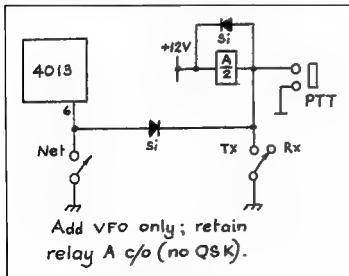 +12V
Si
A
2
4013
6
PTT
Net
Si
Tx
Rx
Add VFO only; retain
relay A c/o (no QSK).